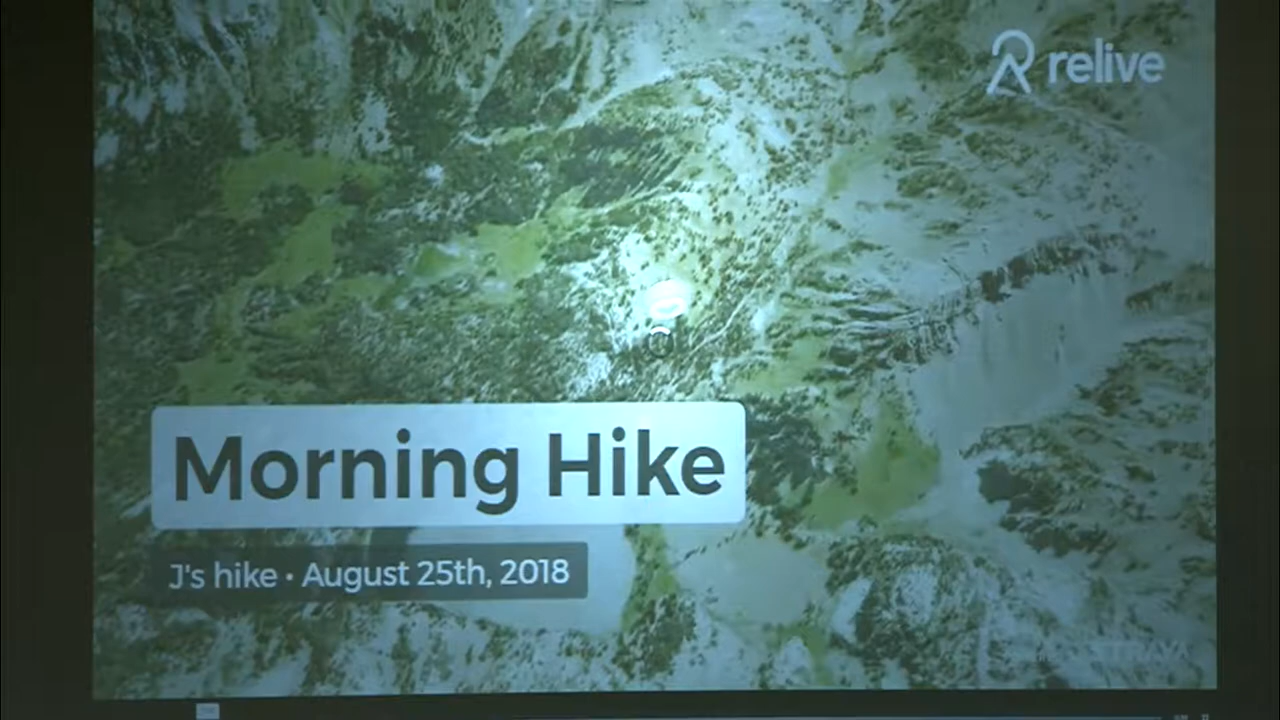 relive
Morning Hike
J's hike • August 25th, 2018